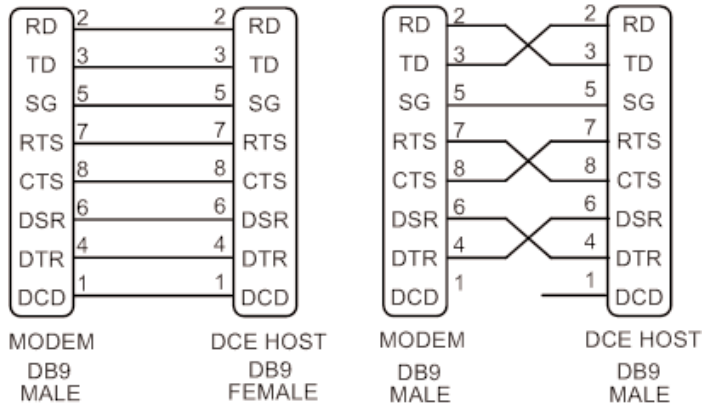 RD 2 2 RD
TD 3 3 TD
SG 5 5 SG
RTS 7 7 RTS
CTS 8 8 CTS
DSR 6 6 DSR
DTR 4 4 DTR
DCD 1 1 DCD
MODEM DCE HOST
DB9 DB9
MALE FEMALE
RD 2 2 RD
TD 3 3 TD
SG 5 5 SG
RTS 7 7 RTS
CTS 8 8 CTS
DSR 6 6 DSR
DTR 4 4 DTR
DCD 1 1 DCD
MODEM DCE HOST
DB9 DB9
MALE MALE